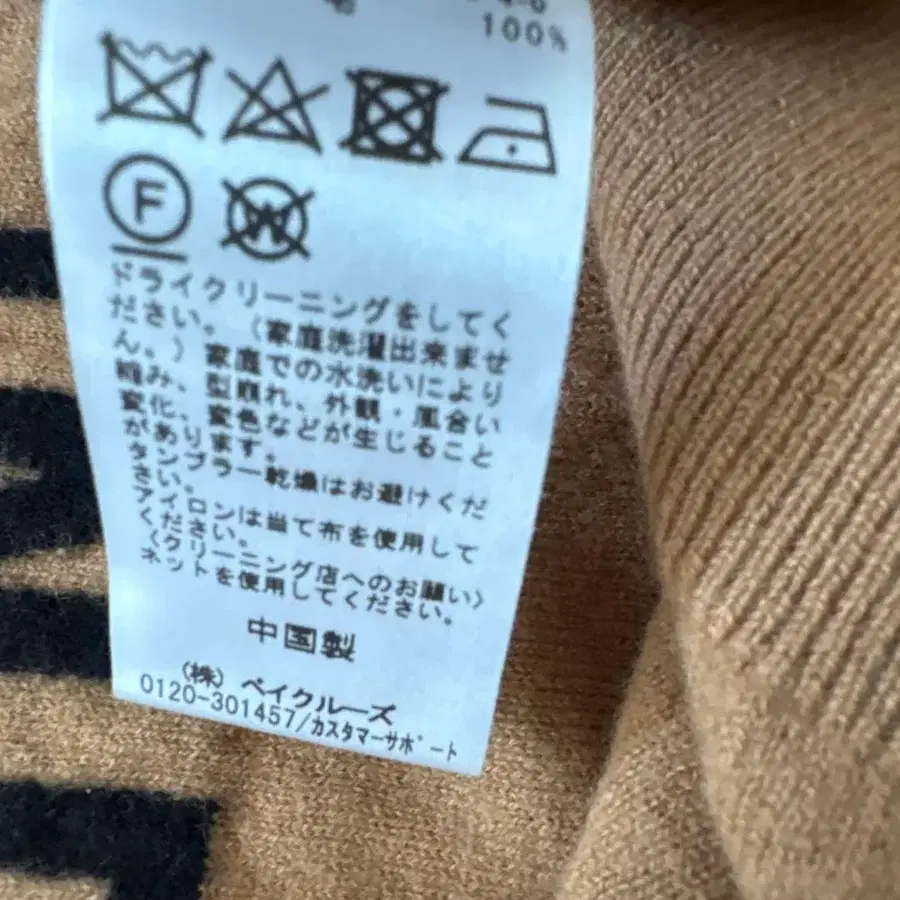 毛
100%
F
W
ドライクリーニングをしてく
ださい。(家庭洗濯出来ませ
ん。)家庭での水洗いにより
縮み、型崩れ、外観・風合い
変化、変色などが生じること
があります。
タンブラー乾燥はお避けくだ
さい。
アイロンは当て布を使用して
ください。
〈クリーニング店へのお願い〉
ネットを使用してください。
中国製
(株) ベイクルーズ
0120-301457/カスタマーサポート